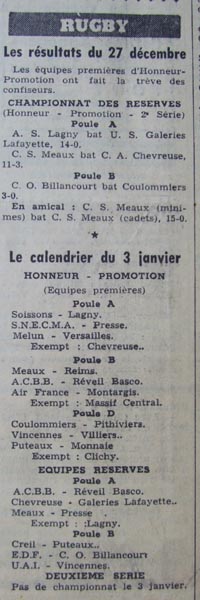 RUGBY
Les résultats du 27 décembre
Les équipes premières d'Honneur-
Promotion ont fait la trève des
confiseurs.
CHAMPIONNAT DES RESERVES
(Honneur - Promotion - 2e Série)
Poule A
A. S. Lagny bat U. S. Galeries
Lafayette, 14-0.
C. S. Meaux bat C. A. Chevreuse,
11-3.
Poule B
C. O. Billancourt bat Coulommiers
3-0.
En amical : C. S. Meaux (mini-
mes) bat C. S. Meaux (cadets), 15-0.
★
Le calendrier du 3 janvier
HONNEUR - PROMOTION
(Equipes premières)
Poule A
Soissons - Lagny.
S.N.E.C.M.A. - Presse.
Melun - Versailles.
Exempt : Chevreuse..
Poule B
Meaux - Reims.
A.C.B.B. - Réveil Basco.
Air France - Montargis.
Exempt : Massif Central.
Poule D
Coulommiers - Pithiviers.
Vincennes - Villiers..
Puteaux - Monnaie
Exempt : Clichy.
EQUIPES RESERVES
Poule A
A.C.B.B. - Réveil Basco.
Chevreuse - Galeries Lafayette..
Meaux - Presse .
Exempt : :Lagny.
Poule B
Creil - Puteaux..
E.D.F. - C. O. Billancourt
U.A.I. - Vincennes.
DEUXIEME SERIE
Pas de championnat le 3 janvier.